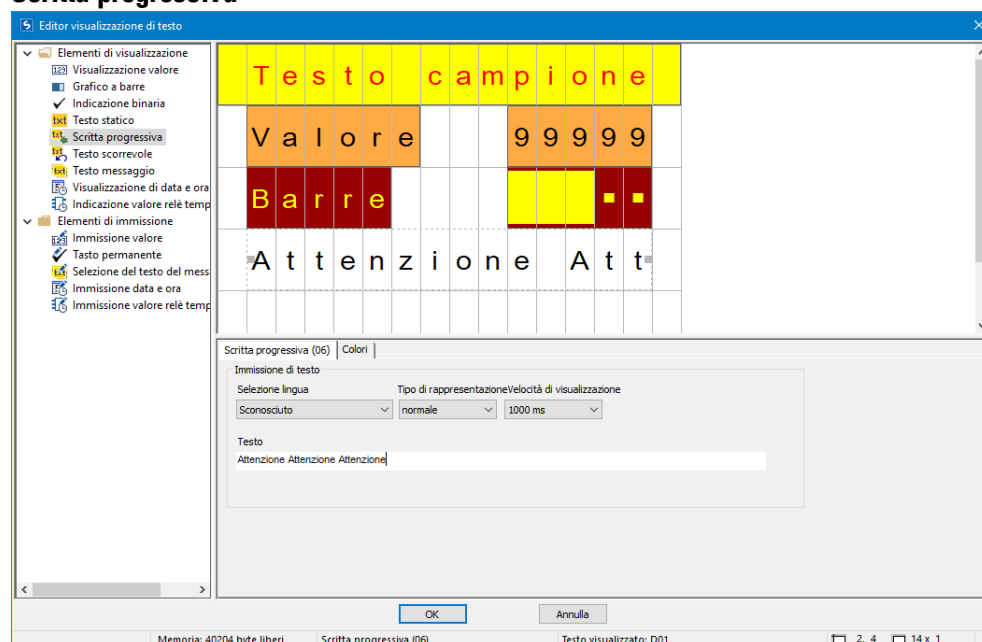 Scritta progressiva
Editor visualizzazione di testo
Elementi di visualizzazione
Visualizzazione valore
Grafico a barre
Indicazione binaria
txt Testo statico
txt Scritta progressiva
txt Testo scorrevole
txt Testo messaggio
Visualizzazione di data e ora
Indicazione valore relè temp
Elementi di immissione
Immissione valore
Tasto permanente
Selezione del testo del mess
Immissione data e ora
Immissione valore relè temp
Testo campione
Valore 99999
Barre
Attenzione Att
Scritta progressiva (06) Colori
Immissione di testo
Selezione lingua Tipo di rappresentazione Velocità di visualizzazione
Sconosciuto normale 1000 ms
Testo
Attenzione Attenzione Attenzione
OK Annulla
Memoria: 40204 byte liberi Scritta progressiva (06) Testo visualizzato: D01 2, 4 14 x 1